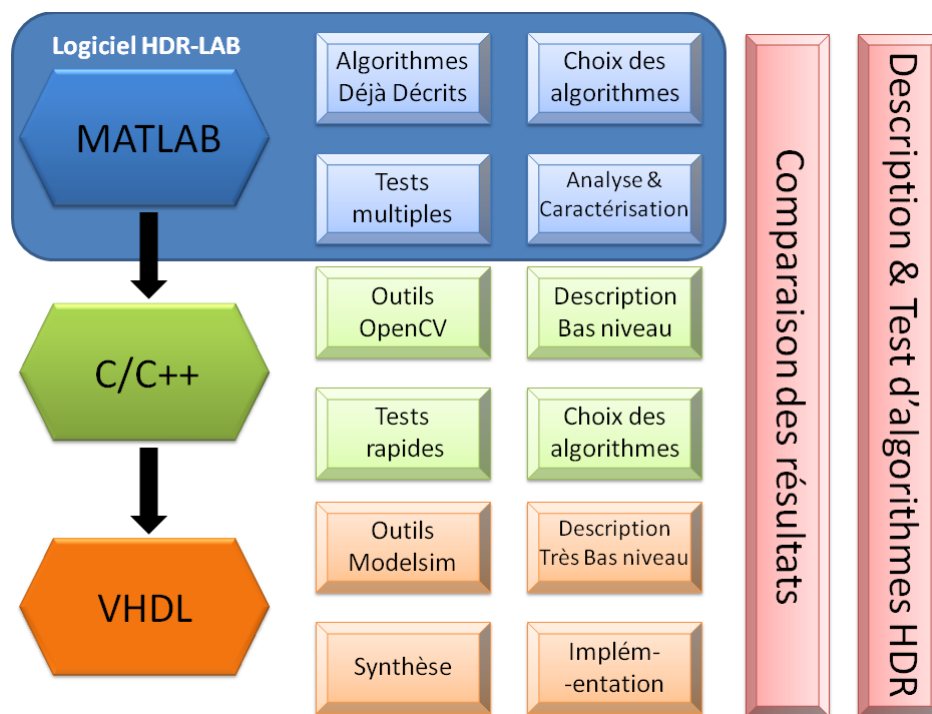 Logiciel HDR-LAB
MATLAB
Algorithmes
Déjà Décrits
Choix des
algorithmes
Tests
multiples
Analyse &
Caractérisation
C/C++
Outils
OpenCV
Description
Bas niveau
Tests
rapides
Choix des
algorithmes
VHDL
Outils
Modelsim
Description
Très Bas niveau
Synthèse
Implém-
-entation
Comparaison des résultats
Description & Test d'algorithmes HDR